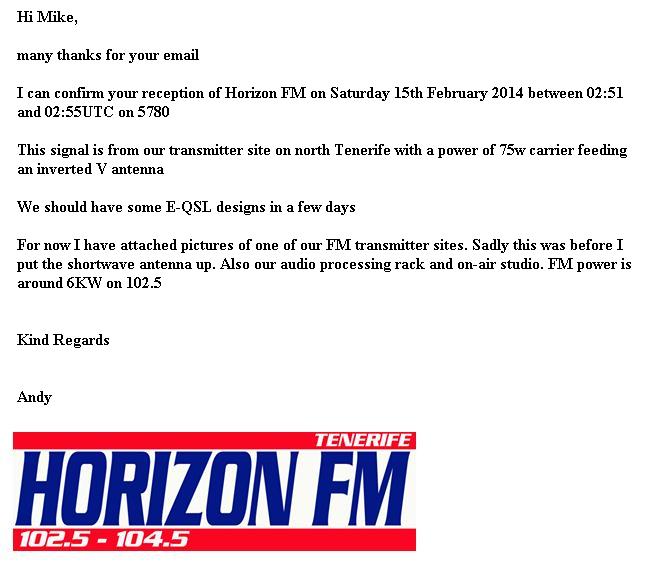 Hi Mike,
many thanks for your email
I can confirm your reception of Horizon FM on Saturday 15th February 2014 between 02:51
and 02:55UTC on 5780
This signal is from our transmitter site on north Tenerife with a power of 75w carrier feeding
an inverted V antenna
We should have some E-QSL designs in a few days
For now I have attached pictures of one of our FM transmitter sites. Sadly this was before I
put the shortwave antenna up. Also our audio processing rack and on-air studio. FM power is
around 6KW on 102.5
Kind Regards
Andy
TENERIFE
HORIZON FM
102.5 - 104.5